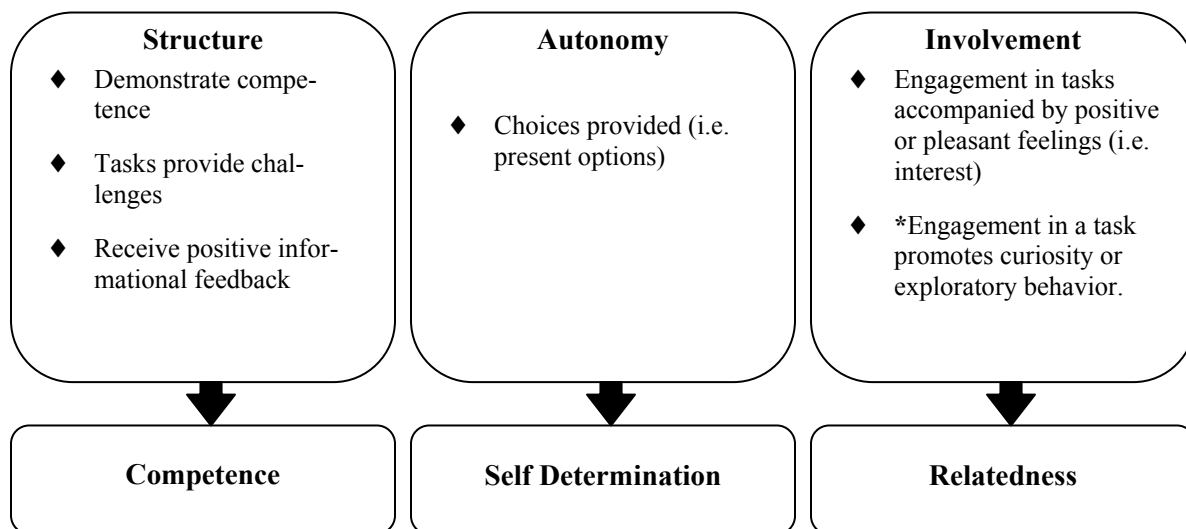 Structure
♦ Demonstrate compe-
tence
♦ Tasks provide chal-
lenges
♦ Receive positive infor-
mational feedback
Autonomy
♦ Choices provided (i.e.
present options)
Involvement
♦ Engagement in tasks
accompanied by positive
or pleasant feelings (i.e.
interest)
♦ *Engagement in a task
promotes curiosity or
exploratory behavior.
Competence
Self Determination
Relatedness